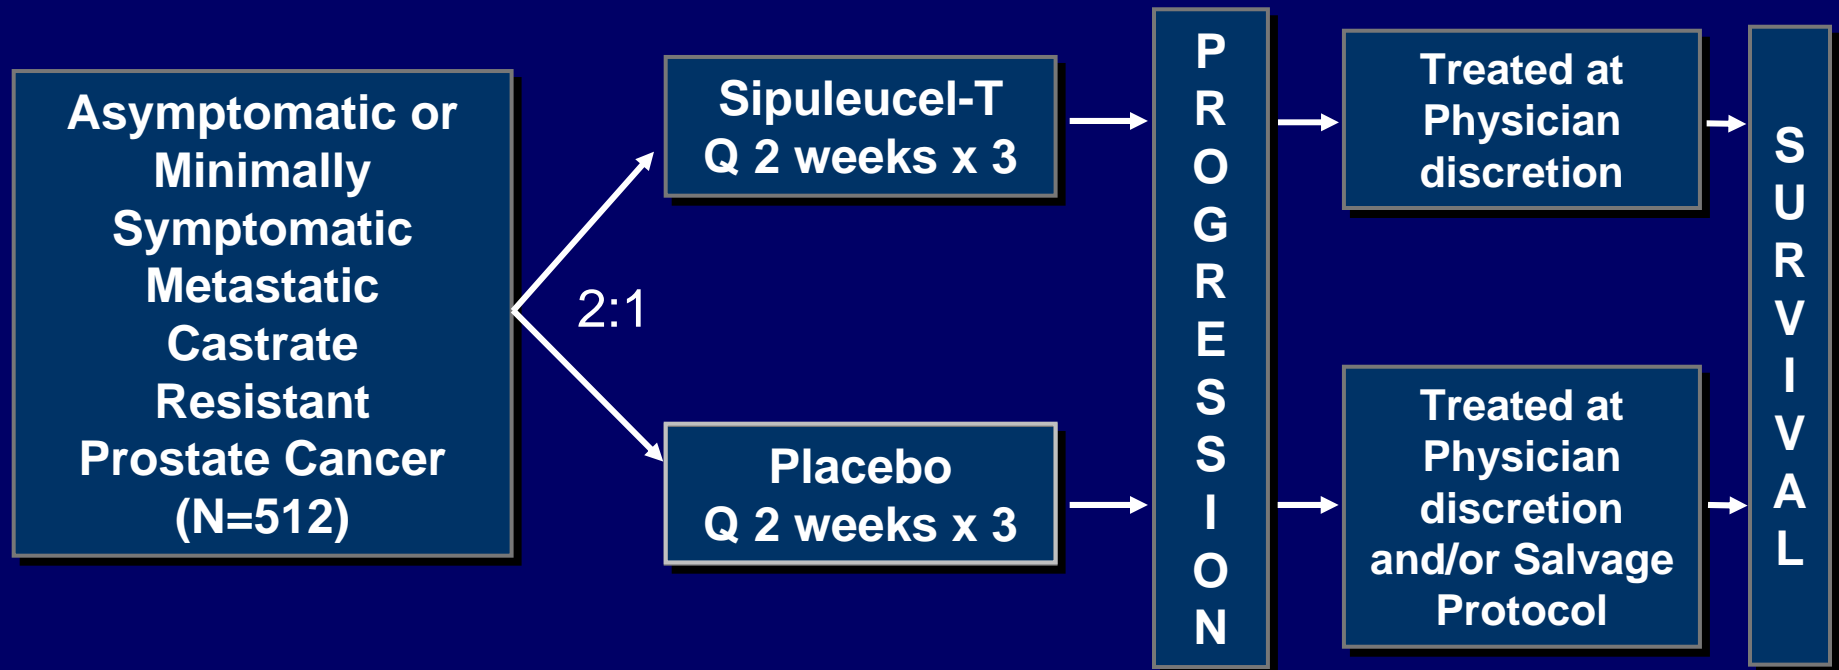 Asymptomatic or
Minimally
Symptomatic
Metastatic
Castrate
Resistant
Prostate Cancer
(N=512)
2:1
Sipuleucel-T
Q 2 weeks x 3
Placebo
Q 2 weeks x 3
P
R
O
G
R
E
S
S
I
O
N
Treated at
Physician
discretion
Treated at
Physician
discretion
and/or Salvage
Protocol
S
U
R
V
I
V
A
L